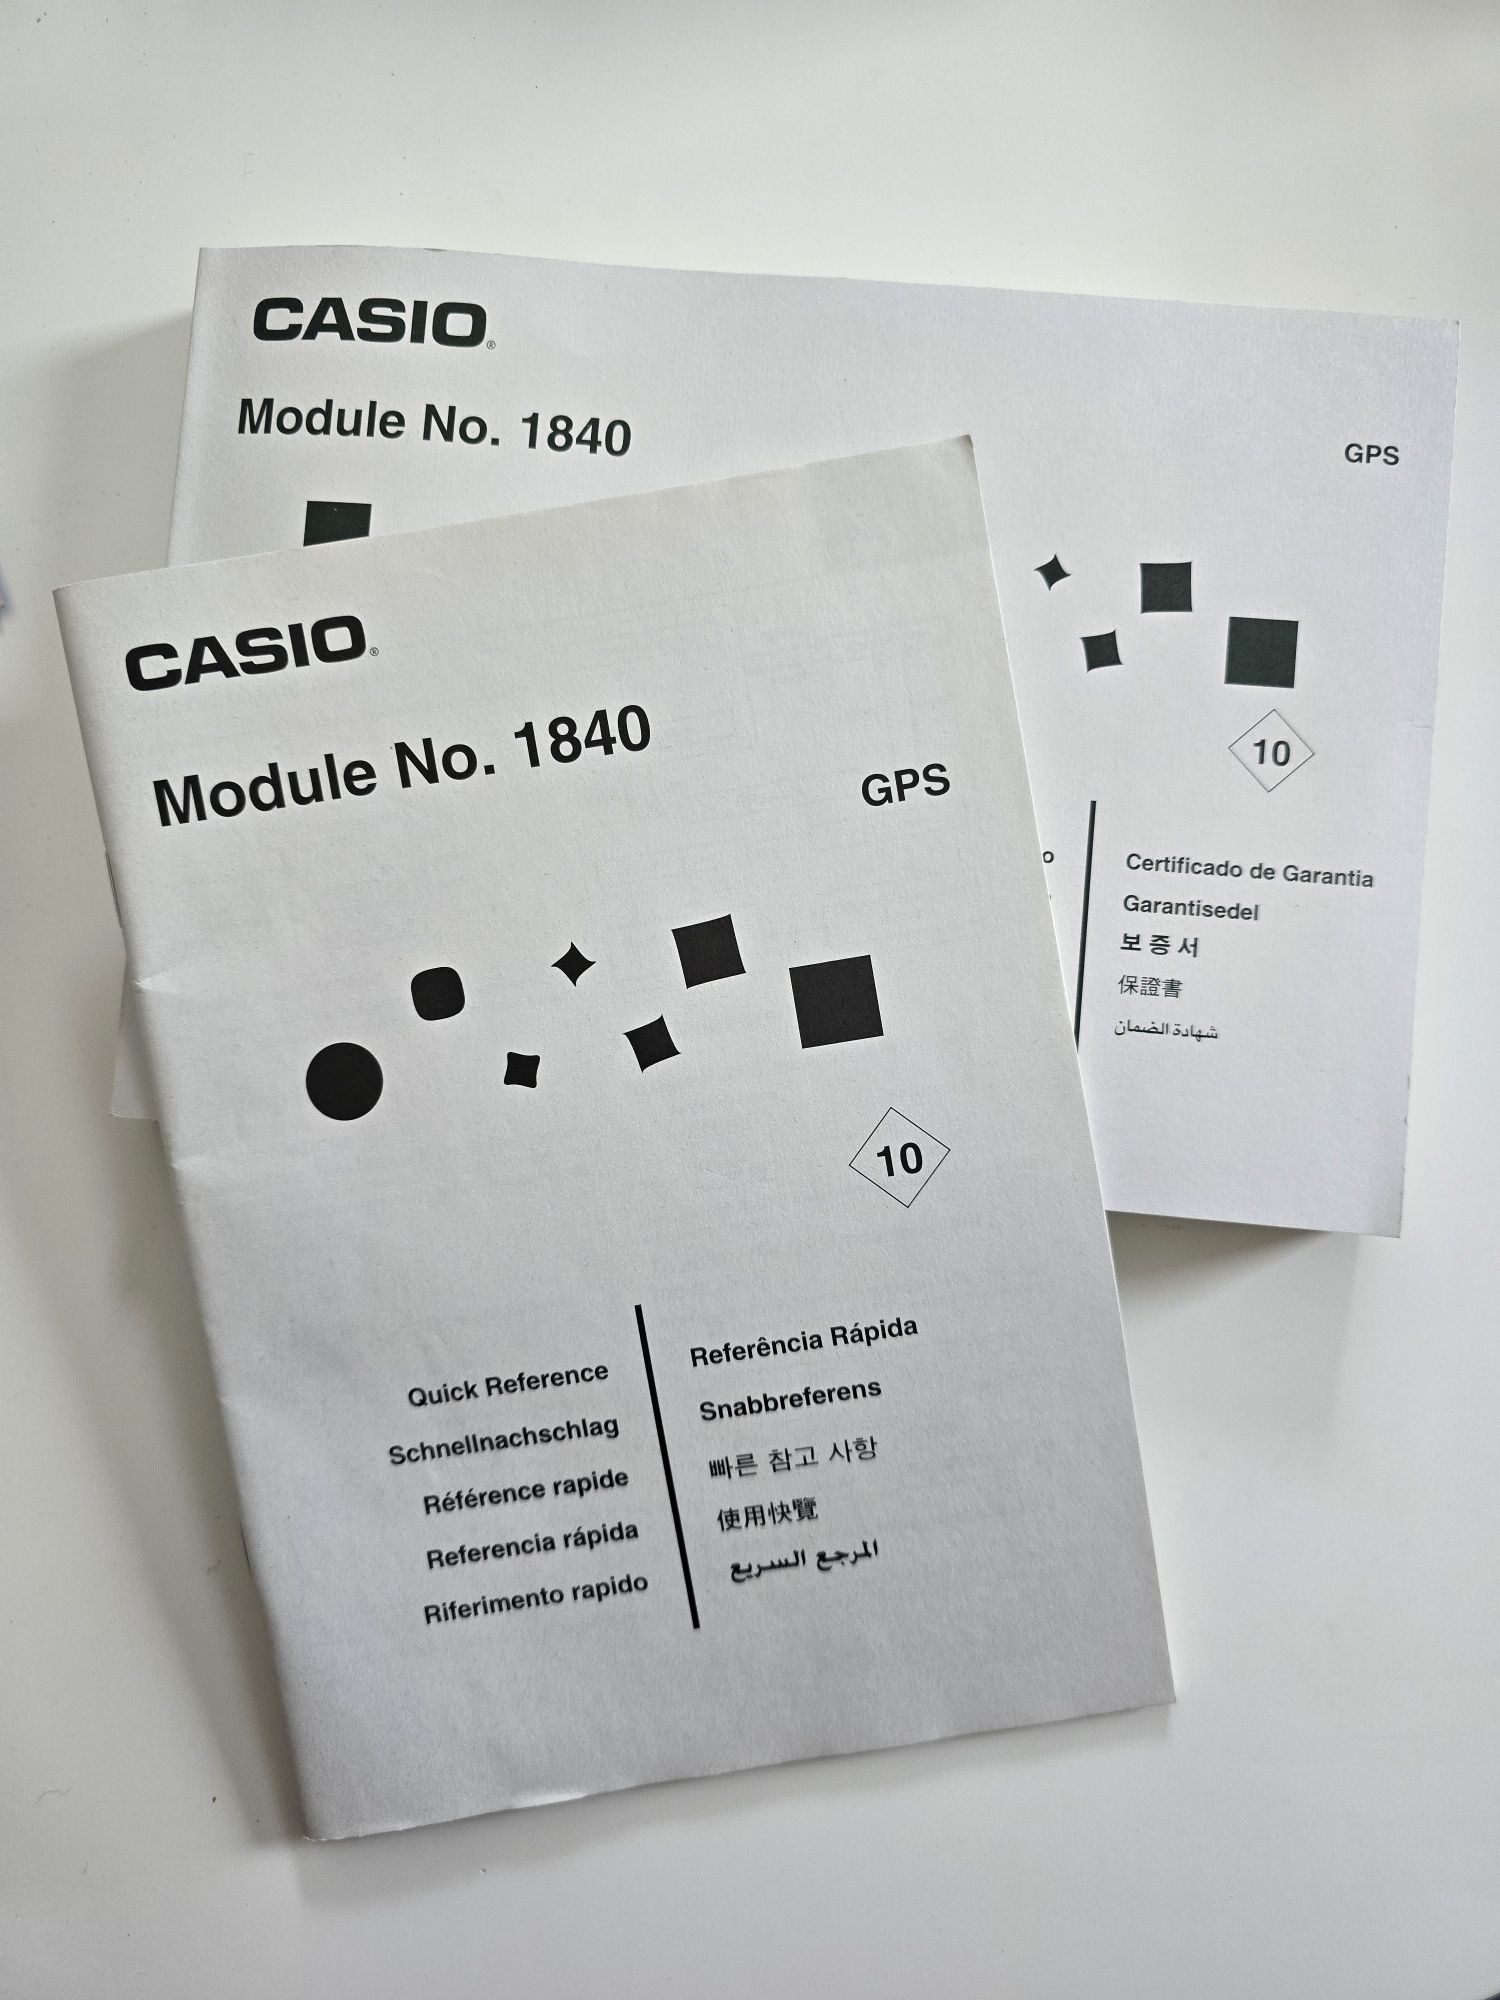 CASIO®
Module No. 1840
GPS
10
Certificado de Garantia
Garantisedel
보증서
保證書
شهادة الضمان
CASIO®
Module No. 1840
GPS
10
Quick Reference
Schnellnachschlag
Référence rapide
Referencia rápida
Riferimento rapido
Referência Rápida
Snabbreferens
빠른 참고 사항
使用快覽
المرجع السريع